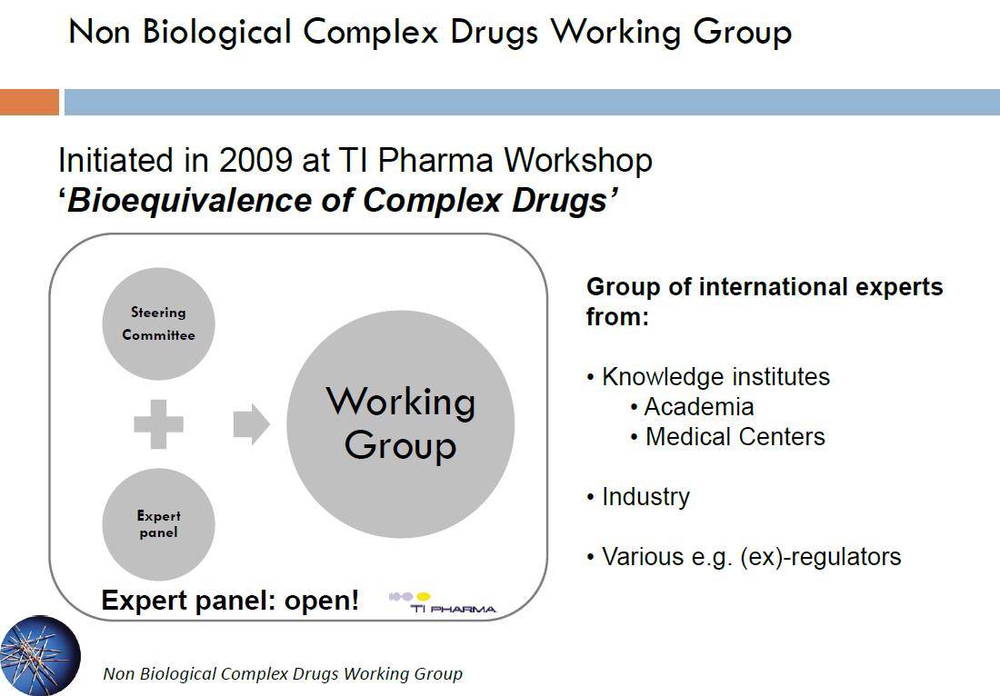 Non Biological Complex Drugs Working Group
Initiated in 2009 at TI Pharma Workshop
‘Bioequivalence of Complex Drugs’
Steering
Committee
Working
Group
Expert
panel
Expert panel: open!
TI PHARMA
Group of international experts
from:
• Knowledge institutes
• Academia
• Medical Centers
• Industry
• Various e.g. (ex)-regulators
Non Biological Complex Drugs Working Group